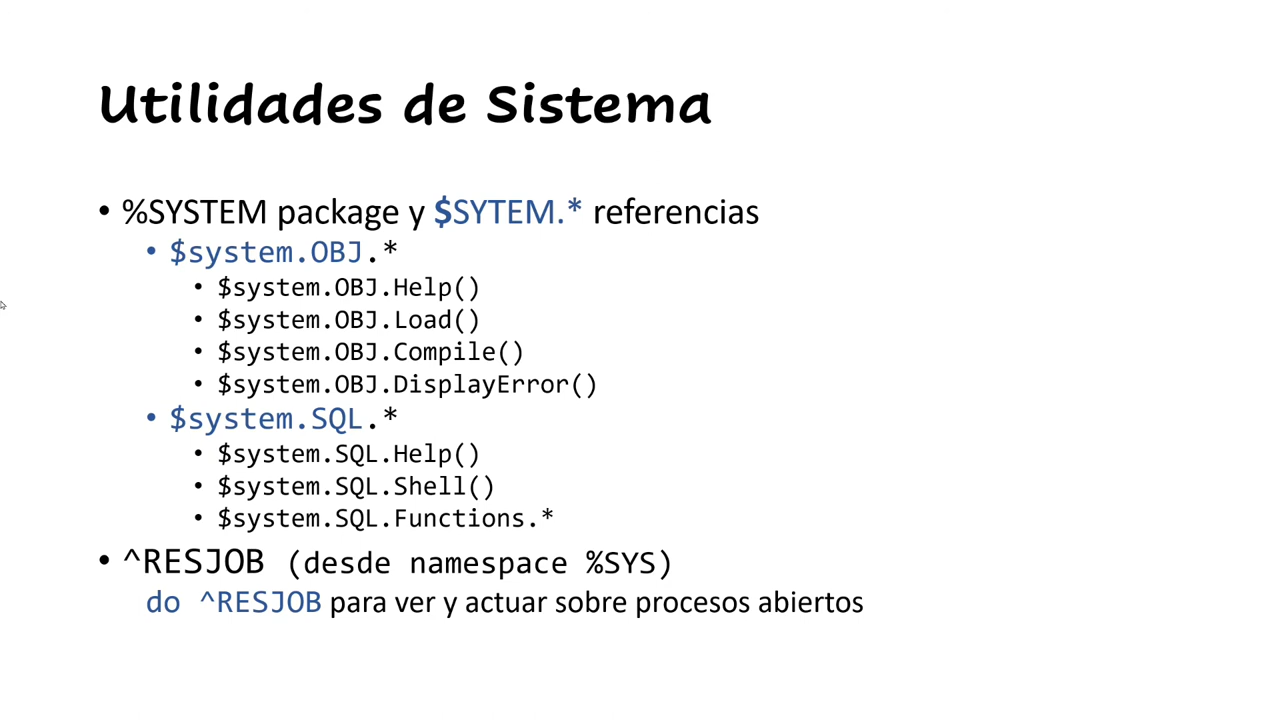 Utilidades de Sistema
• %SYSTEM package y $SYTEM.* referencias
• $system.OBJ.*
• $system.OBJ.Help()
• $system.OBJ.Load()
• $system.OBJ.Compile()
• $system.OBJ.DisplayError()
• $system.SQL.*
• $system.SQL.Help()
• $system.SQL.Shell()
• $system.SQL.Functions.*
• ^RESJOB (desde namespace %SYS)
do ^RESJOB para ver y actuar sobre procesos abiertos